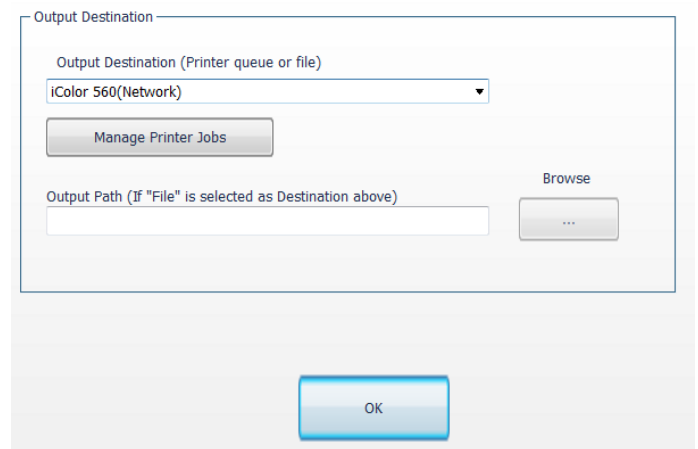 Output Destination
Output Destination (Printer queue or file)
iColor 560(Network)
Manage Printer Jobs
Browse
Output Path (If "File" is selected as Destination above)
...
OK